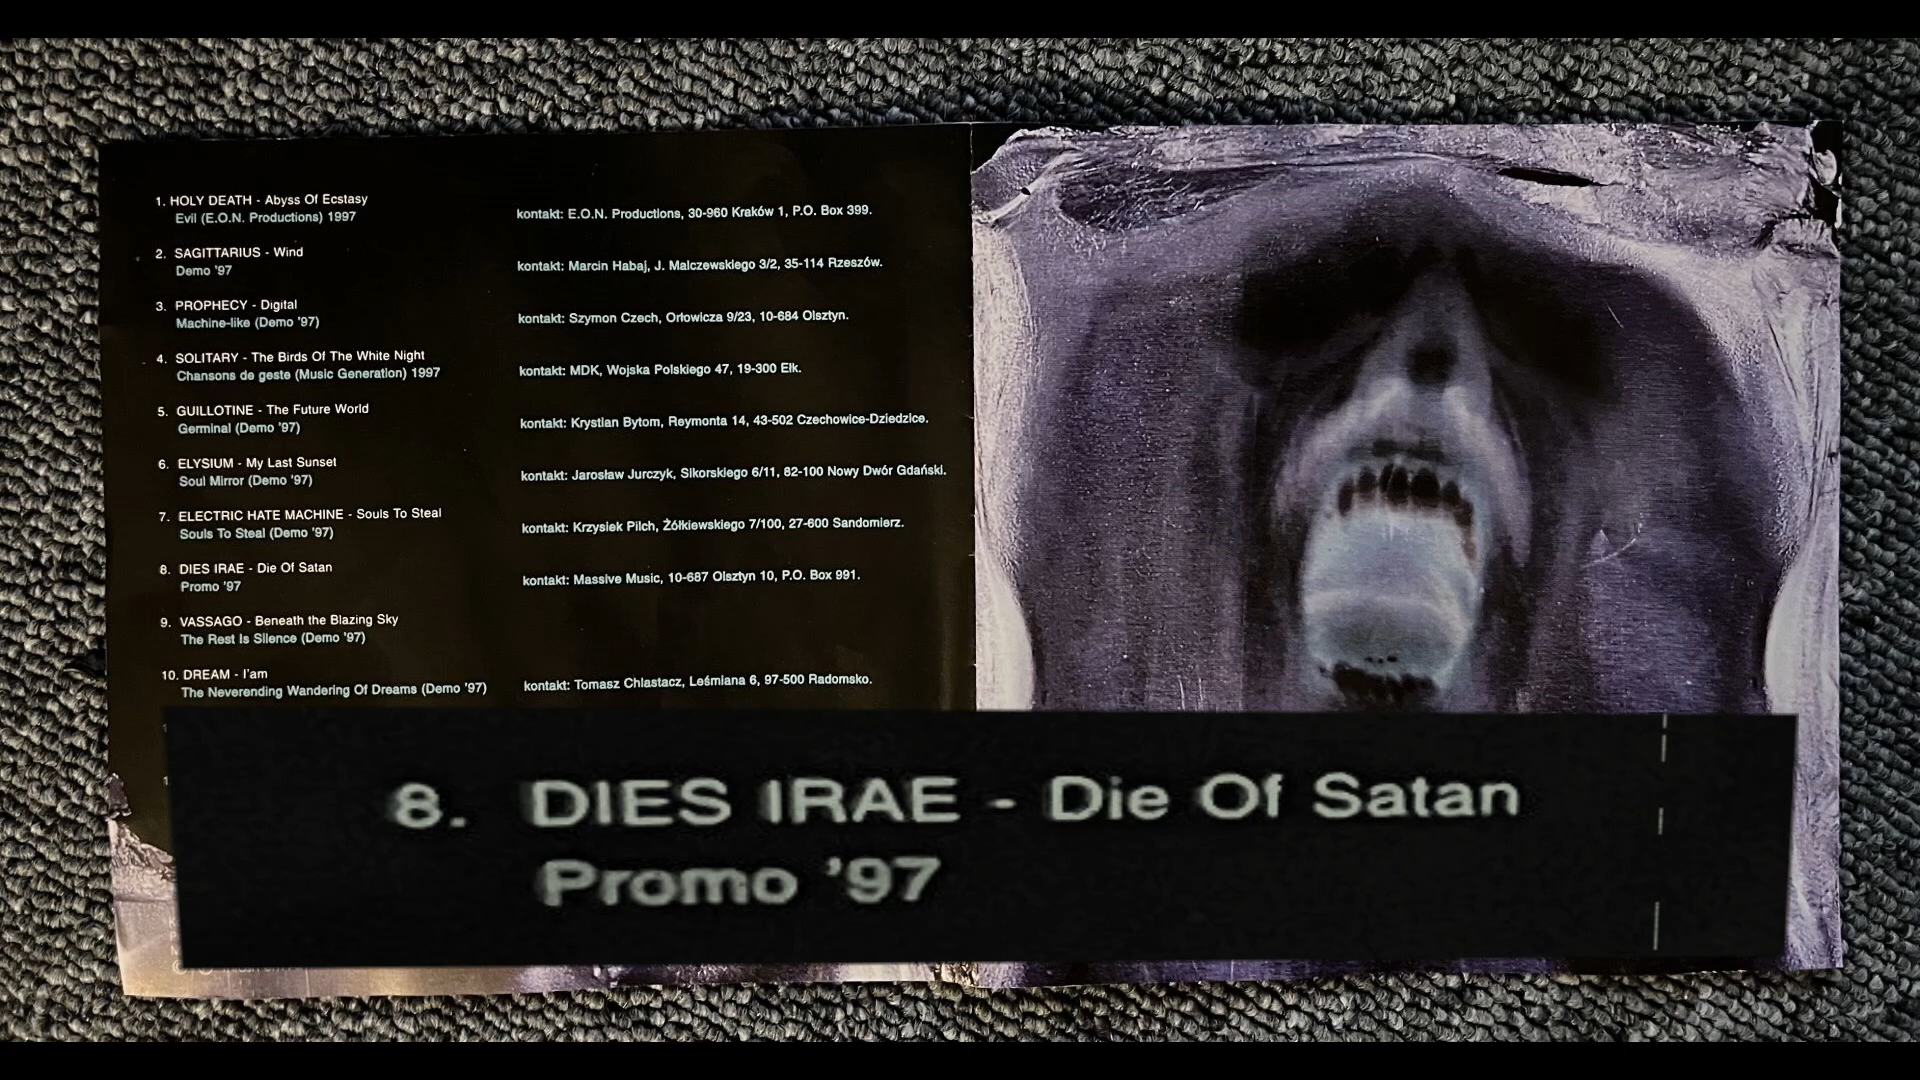 1. HOLY DEATH - Abyss Of Ecstasy
Evil (E.O.N. Productions) 1997
kontakt: E.O.N. Productions, 30-960 Kraków 1, P.O. Box 399.
2. SAGITTARIUS - Wind
Demo '97
kontakt: Marcin Habaj, J. Malczewskiego 3/2, 35-114 Rzeszów.
3. PROPHECY - Digital
Machine-like (Demo '97)
kontakt: Szymon Czech, Orłowicza 9/23, 10-684 Olsztyn.
4. SOLITARY - The Birds Of The White Night
Chansons de geste (Music Generation) 1997
kontakt: MDK, Wojska Polskiego 47, 19-300 Ełk.
5. GUILLOTINE - The Future World
Germinal (Demo '97)
kontakt: Krystian Bytom, Reymonta 14, 43-502 Czechowice-Dziedzice.
6. ELYSIUM - My Last Sunset
Soul Mirror (Demo '97)
kontakt: Jarosław Jurczyk, Sikorskiego 6/11, 82-100 Nowy Dwór Gdański.
7. ELECTRIC HATE MACHINE - Souls To Steal
Souls To Steal (Demo '97)
kontakt: Krzysiek Pilch, Żółkiewskiego 7/100, 27-600 Sandomierz.
8. DIES IRAE - Die Of Satan
Promo '97
kontakt: Massive Music, 10-687 Olsztyn 10, P.O. Box 991.
9. VASSAGO - Beneath the Blazing Sky
The Rest Is Silence (Demo '97)
10. DREAM - I'am
The Neverending Wandering Of Dreams (Demo '97)
kontakt: Tomasz Chlastacz, Leśmiana 6, 97-500 Radomsko.
8. DIES IRAE - Die Of Satan
Promo '97